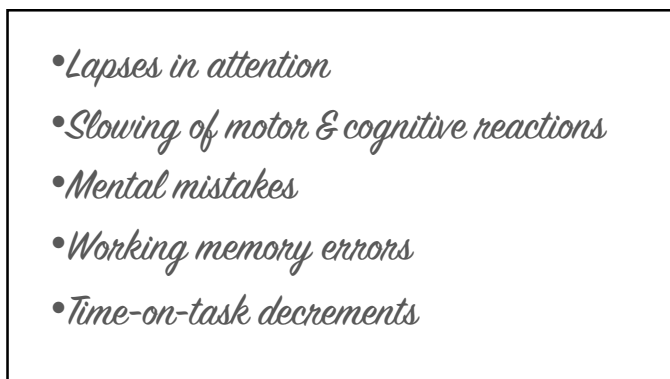 •Lapses in attention
•Slowing of motor & cognitive reactions
•Mental mistakes
•Working memory errors
•Time-on-task decrements